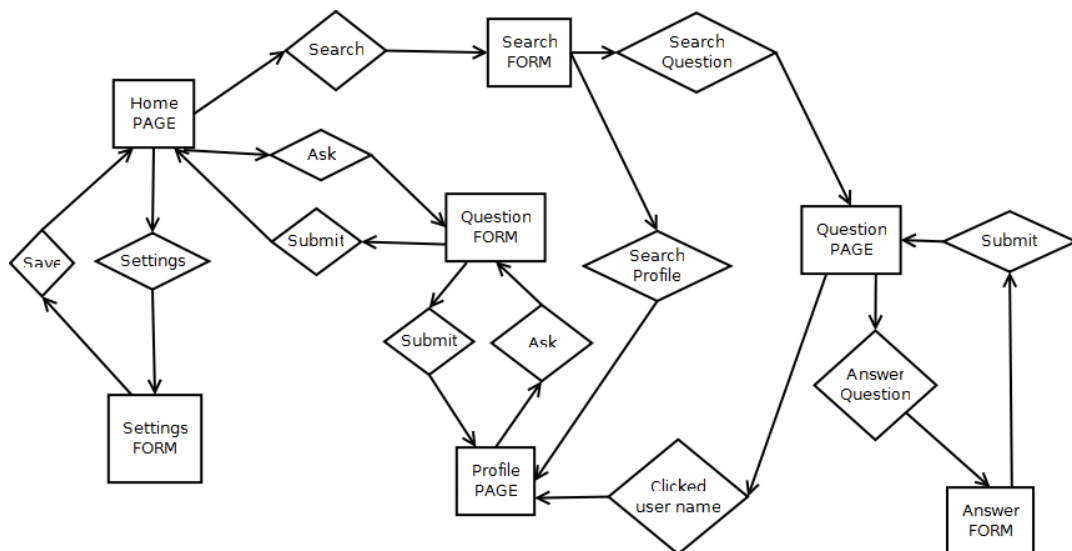 Search
Search
FORM
Search
Question
Home
PAGE
Ask
Question
FORM
Submit
Question
PAGE
Submit
Save
Settings
Search
Profile
Submit
Ask
Answer
Question
Settings
FORM
Profile
PAGE
Clicked
user name
Answer
FORM